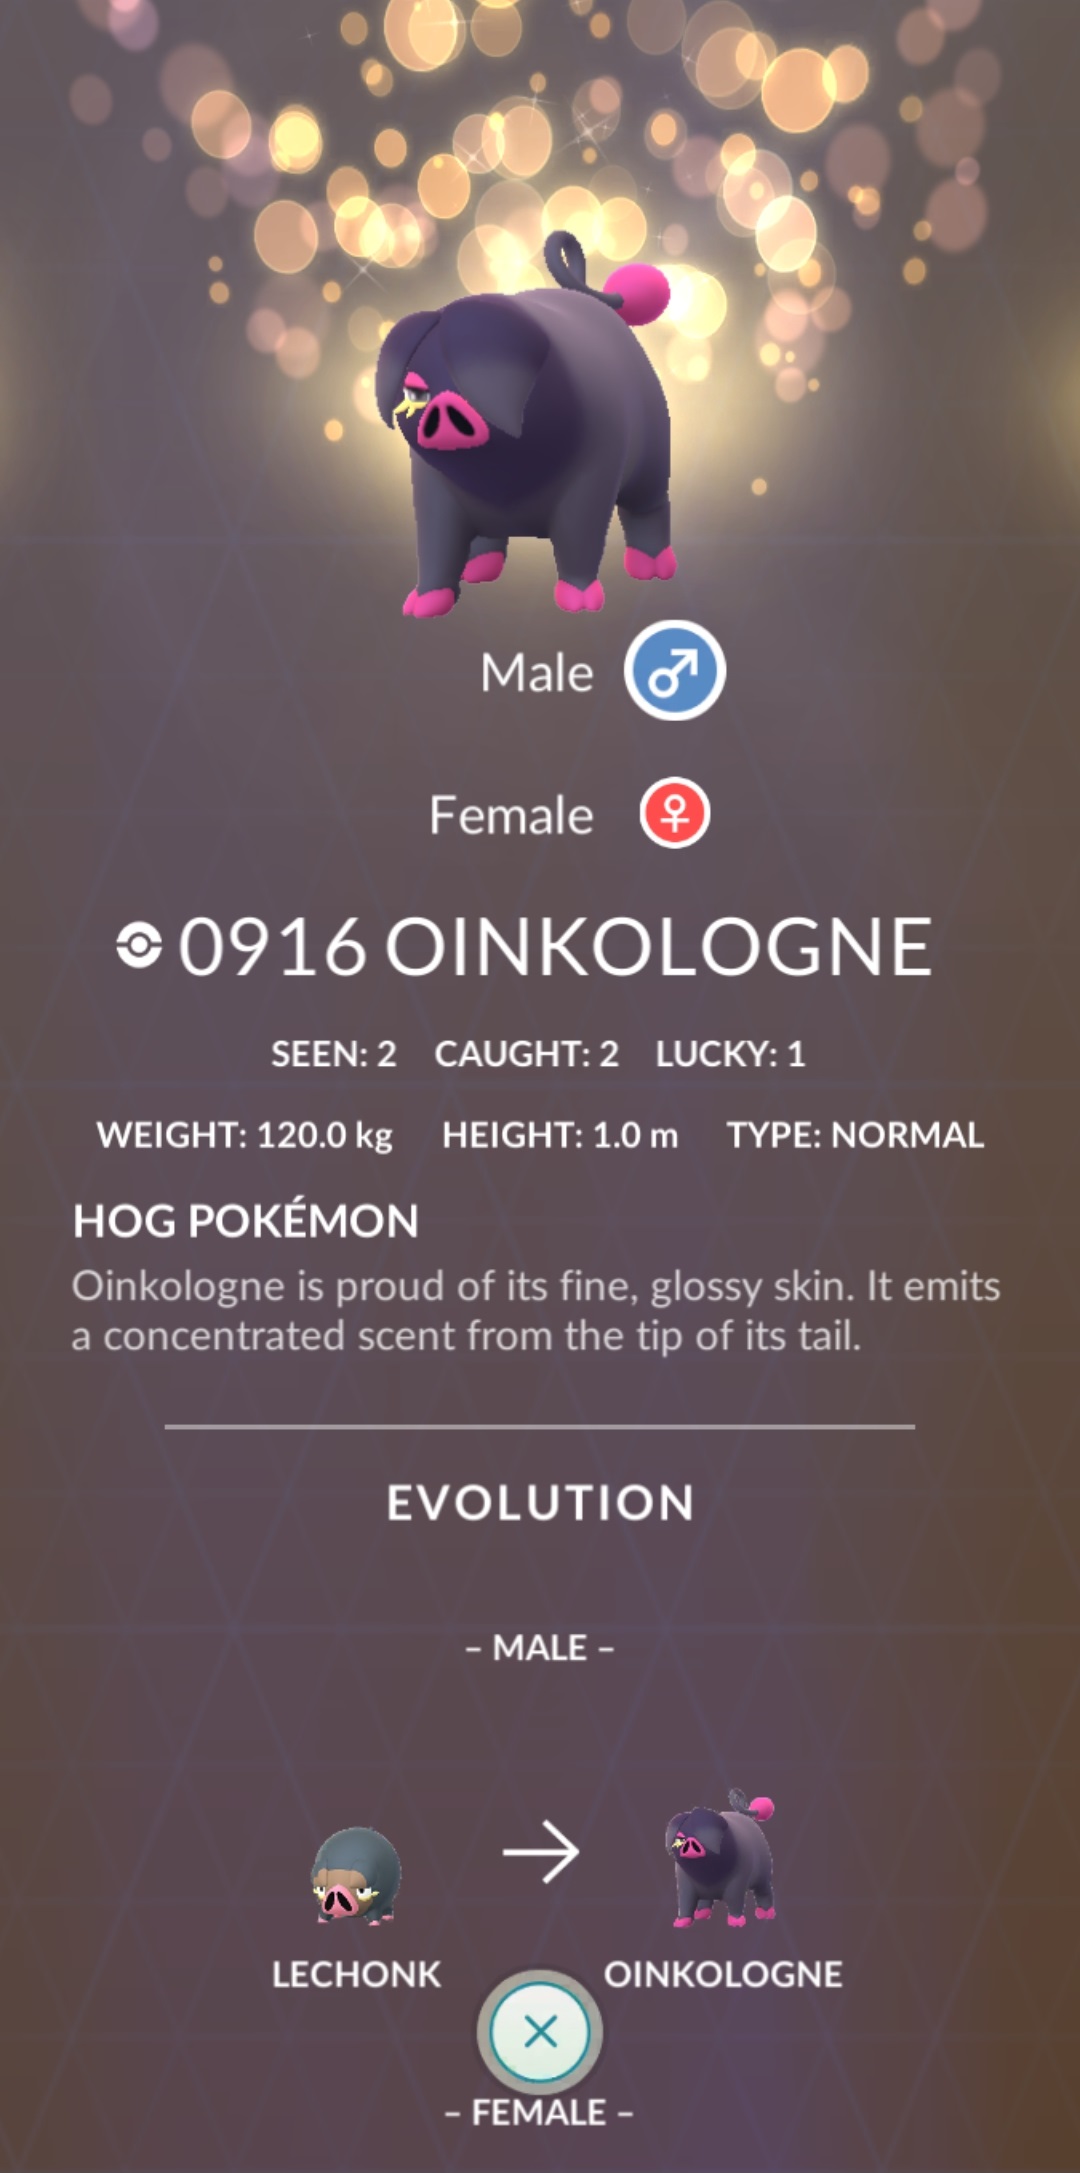 Male
Female
0916 OINKOLOGNE
SEEN: 2 CAUGHT: 2 LUCKY: 1
WEIGHT: 120.0 kg HEIGHT: 1.0 m TYPE: NORMAL
HOG POKÉMON
Oinkologne is proud of its fine, glossy skin. It emits
a concentrated scent from the tip of its tail.
EVOLUTION
– MALE –
LECHONK OINKOLOGNE
– FEMALE –